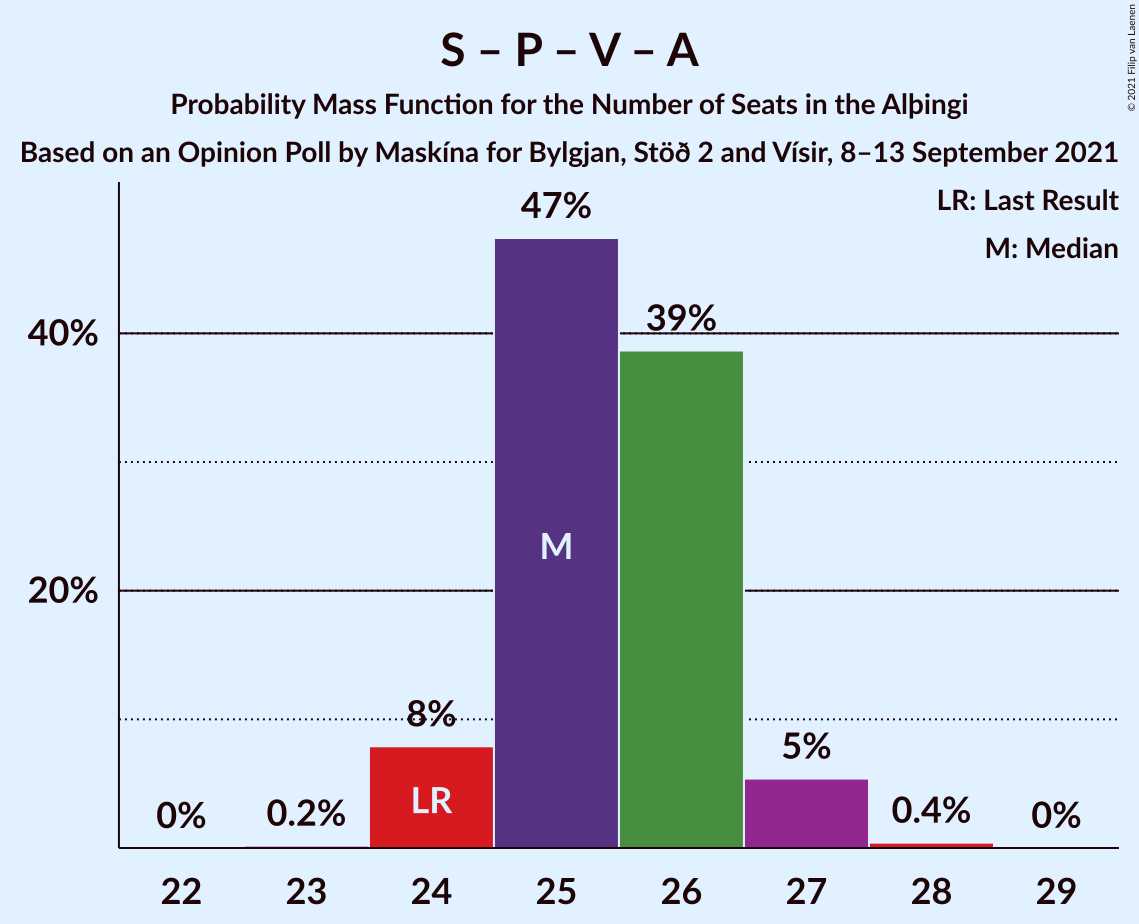 S – P – V – A
Probability Mass Function for the Number of Seats in the Alþingi
Based on an Opinion Poll by Maskína for Bylgjan, Stöð 2 and Vísir, 8–13 September 2021
© 2021 Filip van Laenen
LR: Last Result
M: Median
47%
39%
40%
M
20%
8%
5%
LR
0%
0.2%
0.4%
0%
22 23 24 25 26 27 28 29